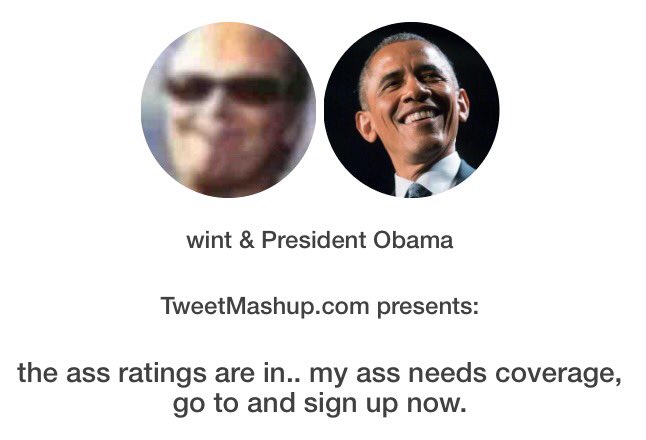 wint & President Obama
TweetMashup.com presents:
the ass ratings are in.. my ass needs coverage,
go to and sign up now.